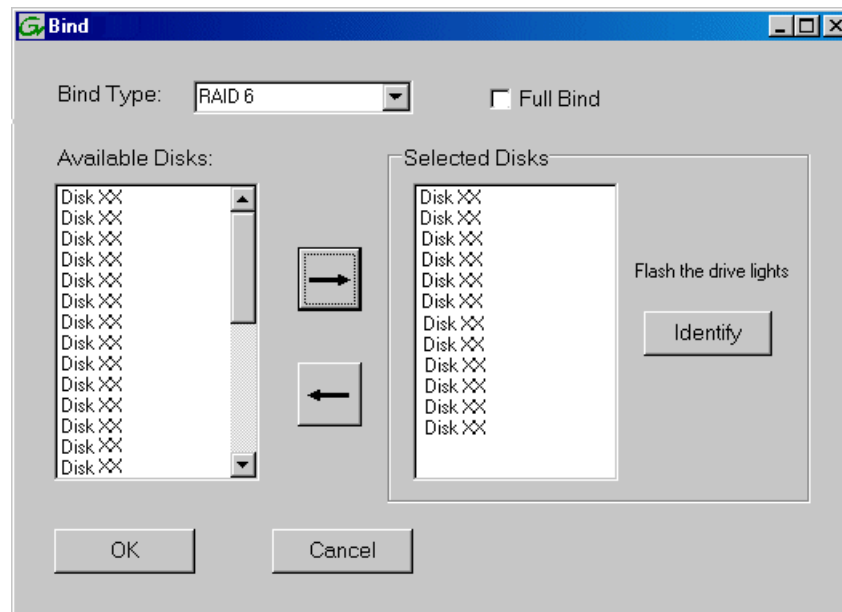 Bind
Bind Type: RAID 6 Full Bind
Available Disks:
Disk XX
Disk XX
Disk XX
Disk XX
Disk XX
Disk XX
Disk XX
Disk XX
Disk XX
Disk XX
Disk XX
Disk XX
Disk XX
Disk XX
Selected Disks
Disk XX
Disk XX
Disk XX
Disk XX
Disk XX
Disk XX
Disk XX
Disk XX
Disk XX
Disk XX
Disk XX
Disk XX
Flash the drive lights
Identify
OK Cancel